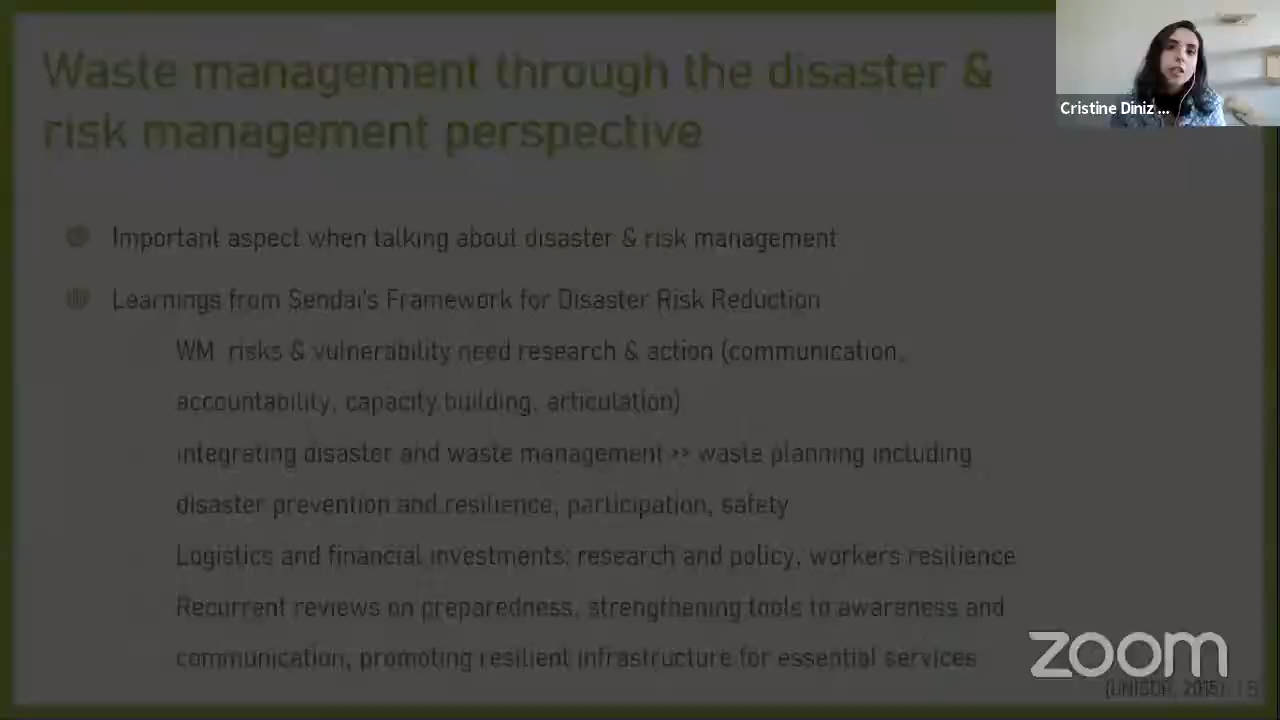 Waste management through the disaster &
risk management perspective
Cristine Diniz ...
Important aspect when talking about disaster & risk management
Learnings from Sendai's Framework for Disaster Risk Reduction
WM risks & vulnerability need research & action (communication,
accountability, capacity building, articulation)
integrating disaster and waste management >> waste planning including
disaster prevention and resilience, participation, safety
Logistics and financial investments: research and policy, workers resilience
Recurrent reviews on preparedness, strengthening tools to awareness and
communication, promoting resilient infrastructure for essential services
zoom
(UNISDR, 2015) 15